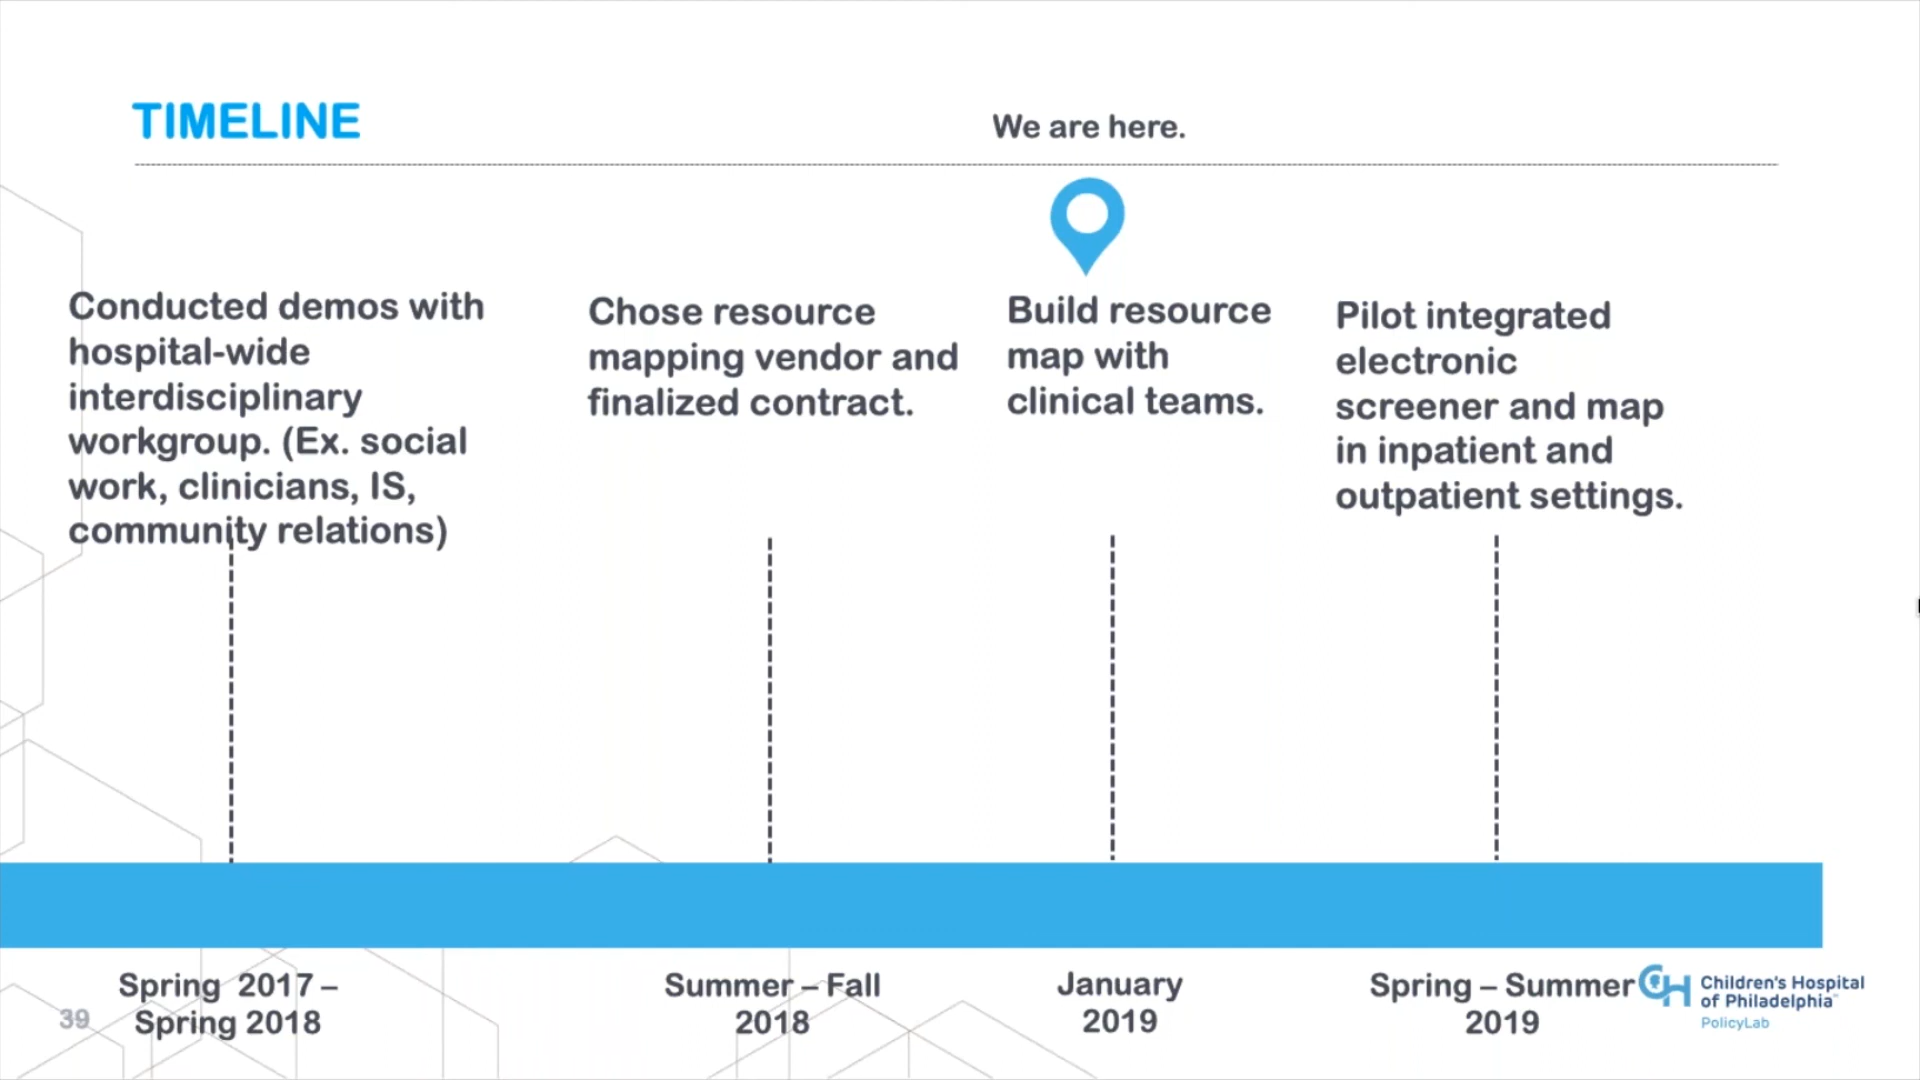 TIMELINE
We are here.
Conducted demos with
hospital-wide
interdisciplinary
workgroup. (Ex. social
work, clinicians, IS,
community relations)
Chose resource
mapping vendor and
finalized contract.
Build resource
map with
clinical teams.
Pilot integrated
electronic
screener and map
in inpatient and
outpatient settings.
Spring 2017 –
Spring 2018
Summer – Fall
2018
January
2019
Spring – Summer
2019
39
CH
Children's Hospital
of Philadelphia™
PolicyLab